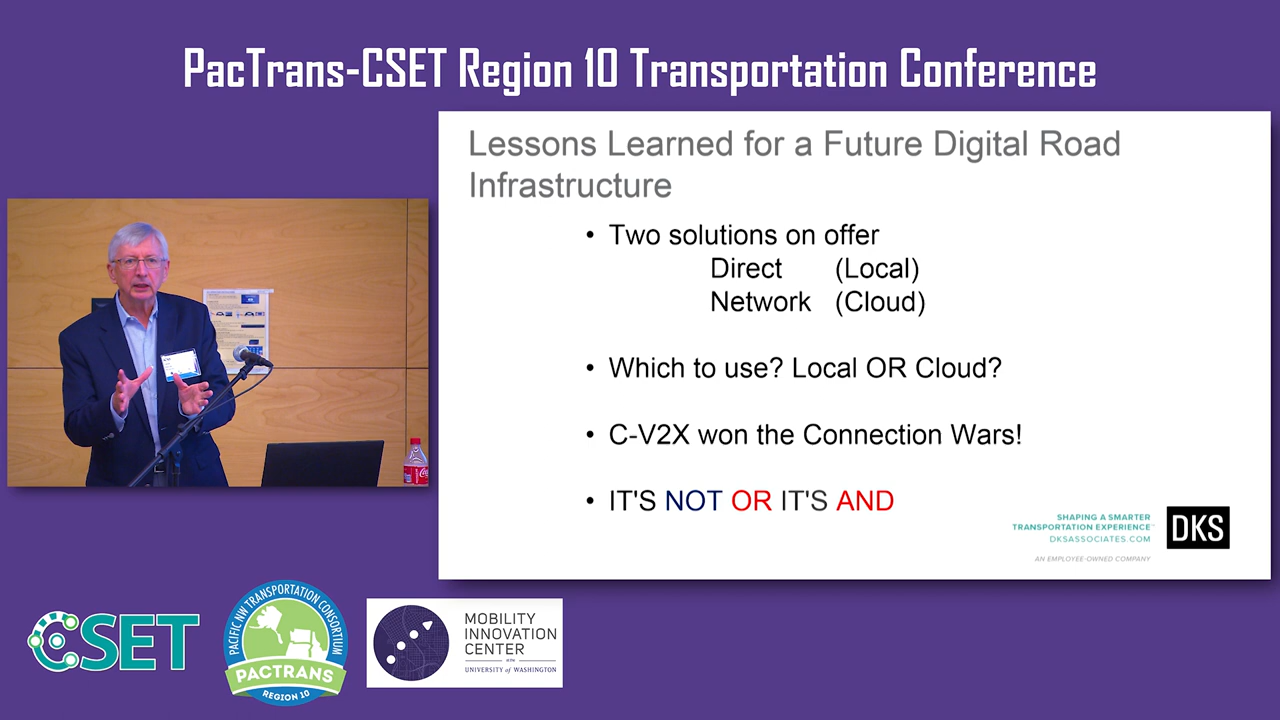 PacTrans-CSET Region 10 Transportation Conference
Lessons Learned for a Future Digital Road
Infrastructure
• Two solutions on offer
Direct (Local)
Network (Cloud)
• Which to use? Local OR Cloud?
• C-V2X won the Connection Wars!
• IT'S NOT OR IT'S AND
SHAPING A SMARTER
TRANSPORTATION EXPERIENCE™
DKSASSOCIATES.COM
AN EMPLOYEE-OWNED COMPANY
DKS
CSET
PACIFIC NW TRANSPORTATION CONSORTIUM
PACTRANS
REGION 10
MOBILITY
INNOVATION
CENTER
UNIVERSITY of WASHINGTON